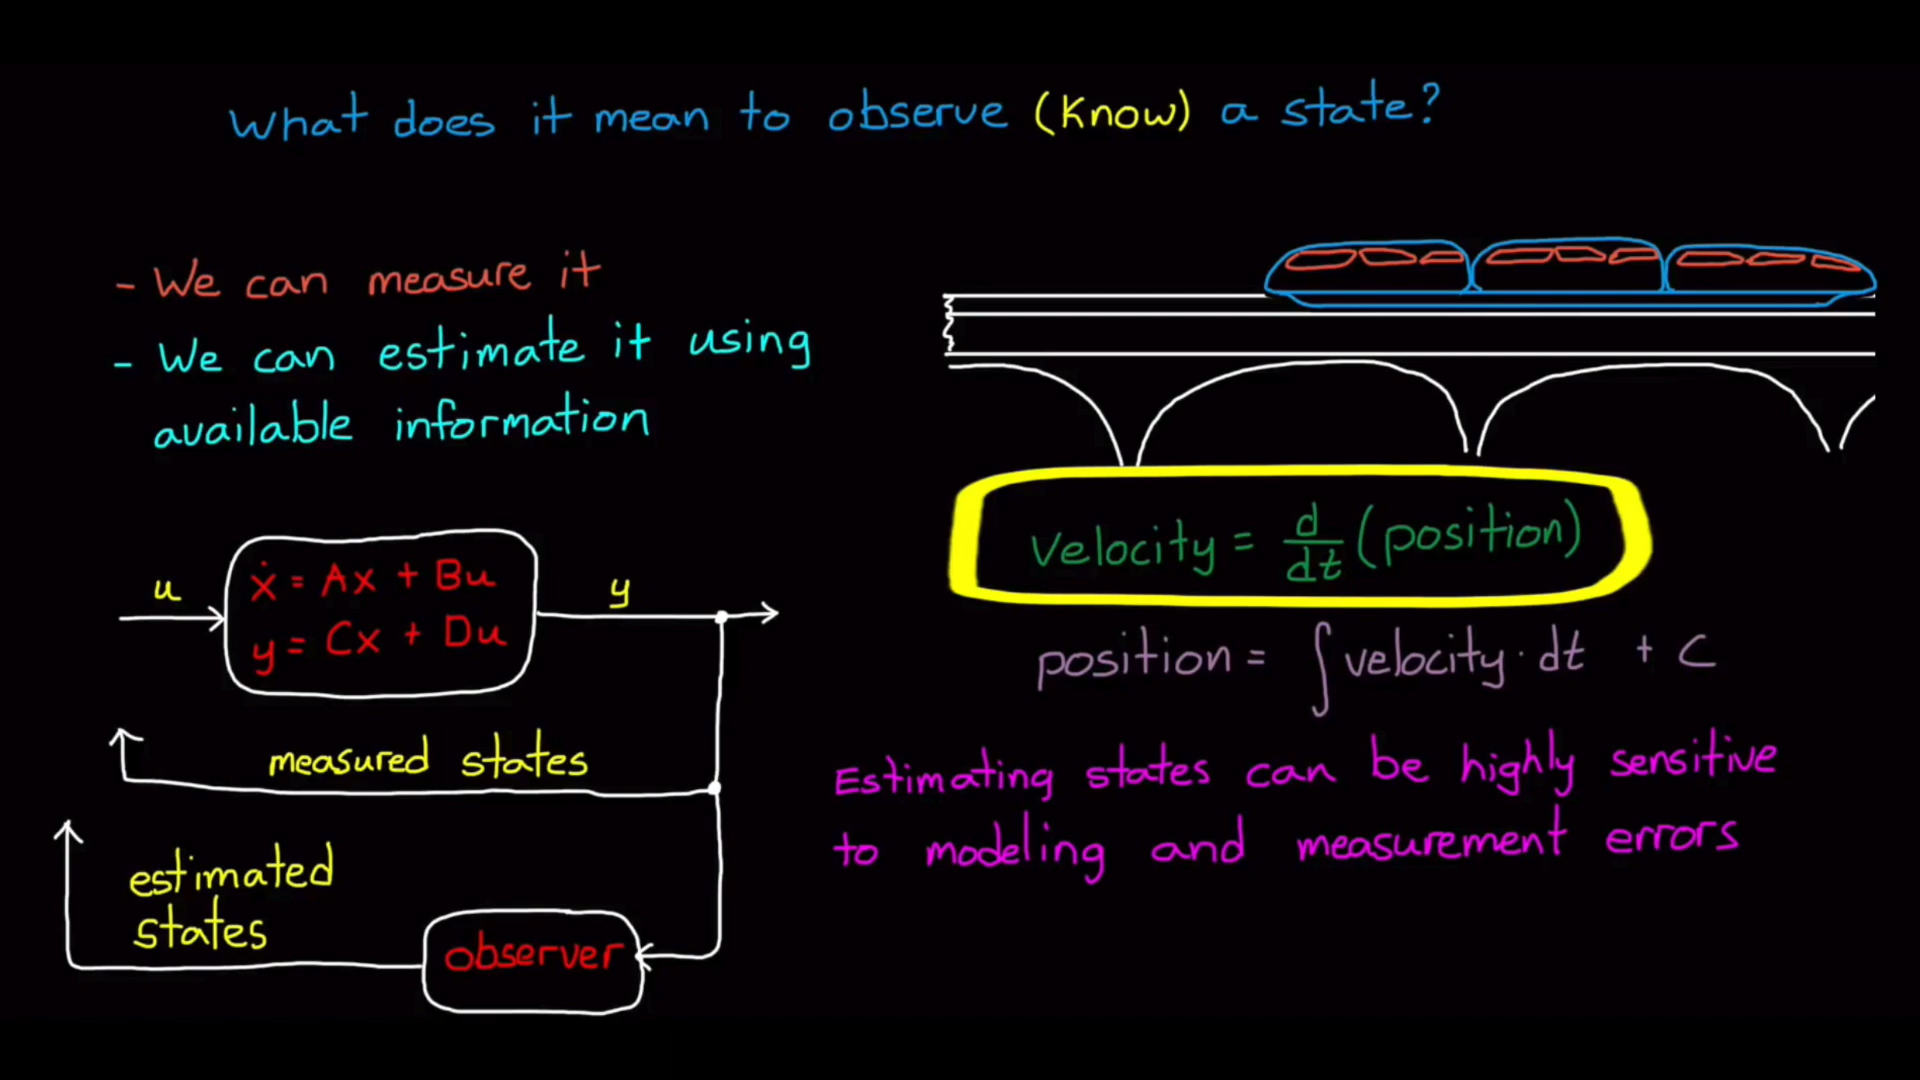 What does it mean to observe (Know) a state?
- We can measure it
- We can estimate it using
available information
u
ẋ = Ax + Bu
y = Cx + Du
y
measured states
estimated
states
observer
Velocity = d/dt (position)
position = ∫ velocity · dt + C
Estimating states can be highly sensitive
to modeling and measurement errors